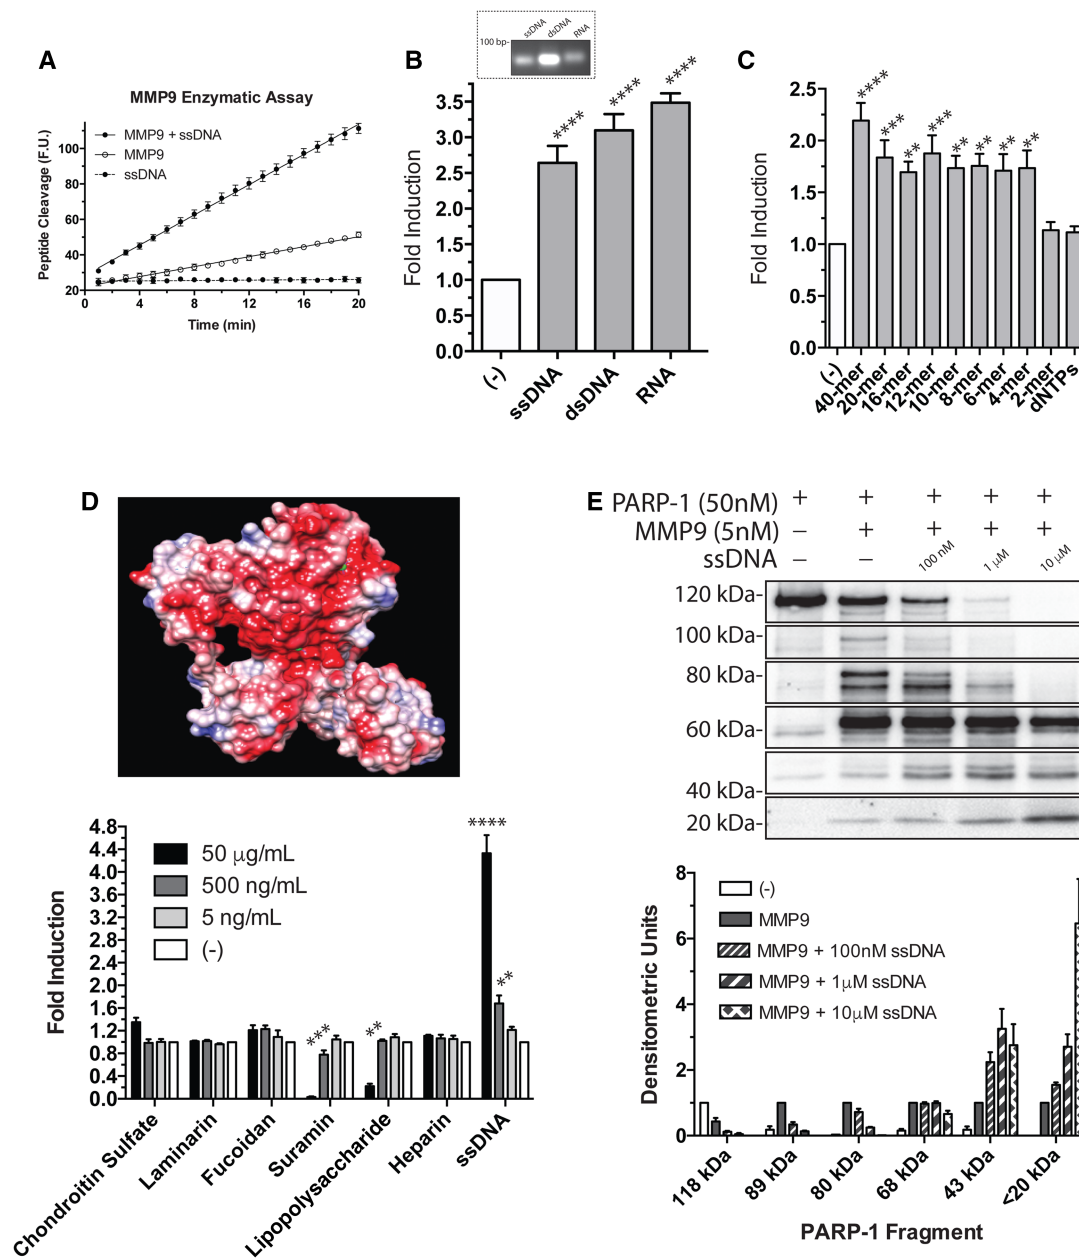 A
MMP9 Enzymatic Assay
Peptide Cleavage (F.U.)
MMP9 + ssDNA
MMP9
ssDNA
100
80
60
40
20
0 4 8 12 16 20
Time (min)
B
ssDNA dsDNA RNA
100 bp-
Fold Induction
3.5
3.0
2.5
2.0
1.5
1.0
0.5
0.0
**** **** ****
(-) ssDNA dsDNA RNA
C
Fold Induction
2.5
2.0
1.5
1.0
0.5
0.0
**** *** ** *** ** ** ** **
(-) 40-mer 20-mer 16-mer 12-mer 10-mer 8-mer 6-mer 4-mer 2-mer dNTPs
D
Fold Induction
4.8
4.4
4.0
3.6
3.2
2.8
2.4
2.0
1.6
1.2
0.8
0.4
0.0
50 µg/mL
500 ng/mL
5 ng/mL
(-)
*** ** **** **
Chondroitin Sulfate Laminarin Fucoidan Suramin Lipopolysaccharide Heparin ssDNA
E
PARP-1 (50nM) + + + + +
MMP9 (5nM) – + + + +
ssDNA – – 100 nM 1 µM 10 µM
120 kDa-
100 kDa-
80 kDa-
60 kDa-
40 kDa-
20 kDa-
Densitometric Units
8
6
4
2
0
(-)
MMP9
MMP9 + 100nM ssDNA
MMP9 + 1µM ssDNA
MMP9 + 10µM ssDNA
118 kDa 89 kDa 80 kDa 68 kDa 43 kDa <20 kDa
PARP-1 Fragment